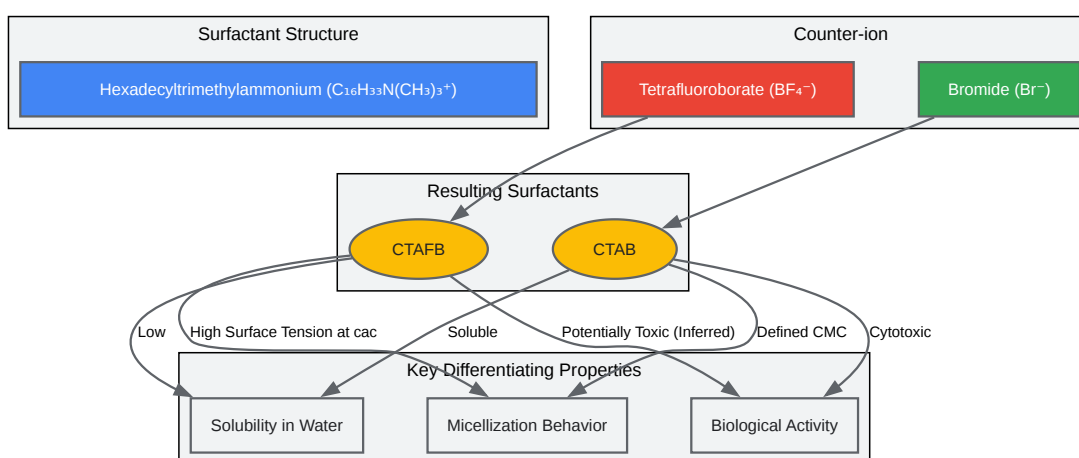 Surfactant Structure
Counter-ion
Hexadecyltrimethylammonium (C₁₆H₃₃N(CH₃)₃⁺)
Tetrafluoroborate (BF₄⁻)
Bromide (Br⁻)
Resulting Surfactants
CTAFB
CTAB
Low
High Surface Tension at cac
Soluble
Potentially Toxic (Inferred)
Defined CMC
Cytotoxic
Key Differentiating Properties
Solubility in Water
Micellization Behavior
Biological Activity